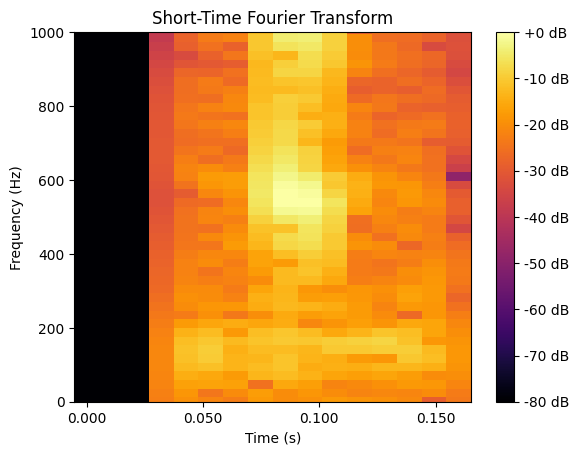 Short-Time Fourier Transform
1000
800
600
400
200
0
Frequency (Hz)
0.000
0.050
0.100
0.150
Time (s)
+0 dB
-10 dB
-20 dB
-30 dB
-40 dB
-50 dB
-60 dB
-70 dB
-80 dB